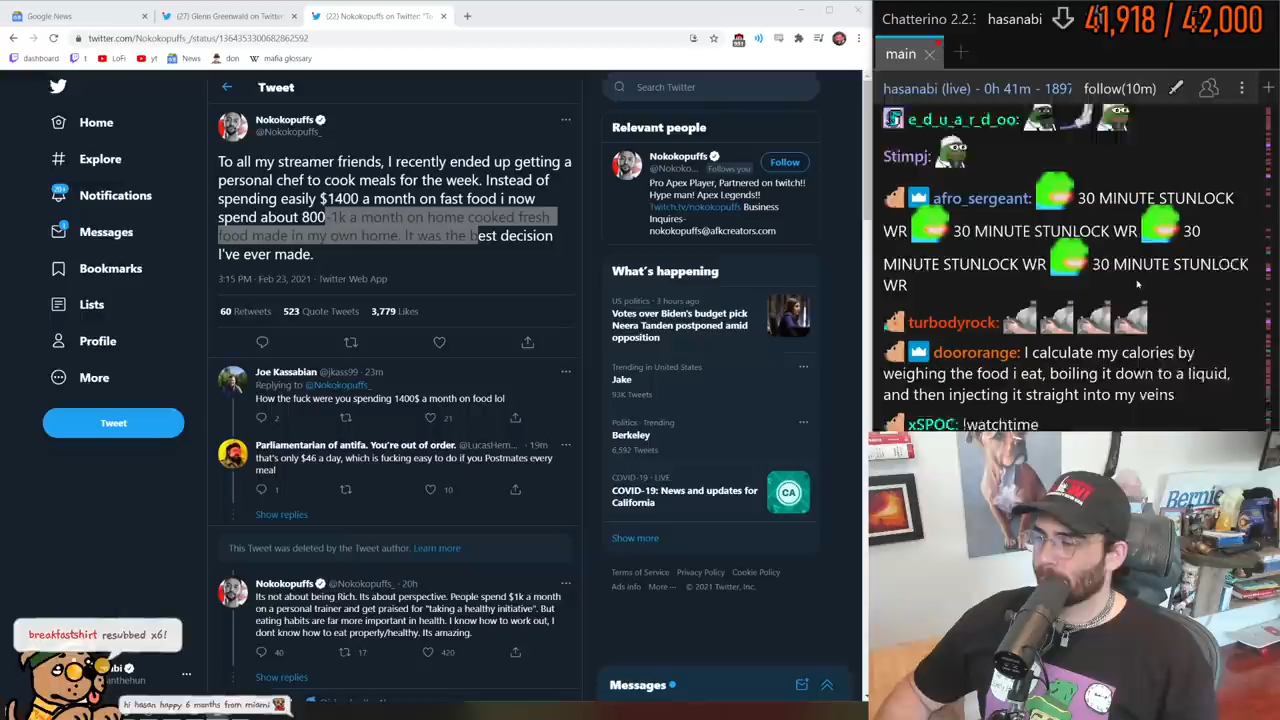 Google News
(27) Glenn Greenwald on Twitter
(22) Nokokopuffs on Twitter: "To
twitter.com/Nokokopuffs_/status/1364353300682862592
dashboard
t
LoFi
yt
News
don
mafia glossary
Home
Explore
20+
Notifications
1
Messages
Bookmarks
Lists
Profile
More
Tweet
Tweet
Nokokopuffs
@Nokokopuffs_
To all my streamer friends, I recently ended up getting a
personal chef to cook meals for the week. Instead of
spending easily $1400 a month on fast food i now
spend about 800-1k a month on home cooked fresh
food made in my own home. It was the best decision
I've ever made.
3:15 PM · Feb 23, 2021 · Twitter Web App
60 Retweets 523 Quote Tweets 3,779 Likes
Joe Kassabian @jkass99 · 23m
Replying to @Nokokopuffs_
How the fuck were you spending 1400$ a month on food lol
2 21
Parliamentarian of antifa. You're out of order. @LucasHem... · 19m
that's only $46 a day, which is fucking easy to do if you Postmates every
meal
1 10
Show replies
This Tweet was deleted by the Tweet author. Learn more
Nokokopuffs @Nokokopuffs_ · 20h
Its not about being Rich. Its about perspective. People spend $1k a month
on a personal trainer and get praised for "taking a healthy initiative". But
eating habits are far more important in health. I know how to work out, I
dont know how to eat properly/healthy. Its amazing.
40 17 420
Show replies
Search Twitter
Relevant people
Nokokopuffs
@Nokoko... Follows you
Follow
Pro Apex Player, Partnered on twitch!!
Hype man! Apex Legends!!
Twitch.tv/nokokopuffs Business
Inquires-
nokokopuffs@afkcreators.com
What's happening
US politics · 3 hours ago
Votes over Biden's budget pick
Neera Tanden postponed amid
opposition
Trending in United States
Jake
93K Tweets
Politics · Trending
Berkeley
6,592 Tweets
COVID-19 · LIVE
COVID-19: News and updates for
California
CA
Show more
Terms of Service Privacy Policy Cookie Policy
Ads info More © 2021 Twitter, Inc.
Messages
breakfastshirt resubbed x6!
hi hasan happy 6 months from miami
Chatterino 2.2. hasanabi
41,918 / 42,000
main
hasanabi (live) - 0h 41m - 1897
follow(10m)
e_d_u_a_r_d_oo:
Stimpj:
afro_sergeant: 30 MINUTE STUNLOCK
WR 30 MINUTE STUNLOCK WR 30
MINUTE STUNLOCK WR 30 MINUTE STUNLOCK
WR
turbodyrock:
doororange: I calculate my calories by
weighing the food i eat, boiling it down to a liquid,
and then injecting it straight into my veins
xSPOC: !watchtime
Bernie